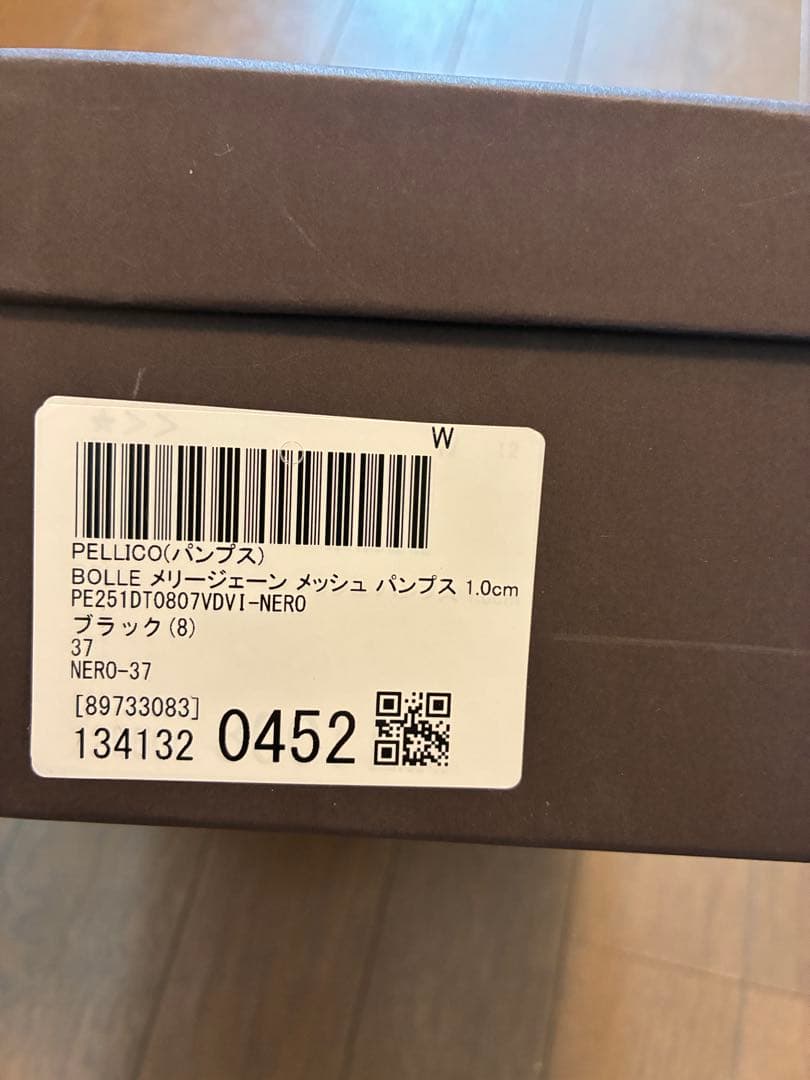 W
PELLICO(パンプス)
BOLLE メリージェーン メッシュ パンプス 1.0cm
PE251DT0807VDVI-NERO
ブラック(8)
37
NERO-37
[89733083]
134132 0452